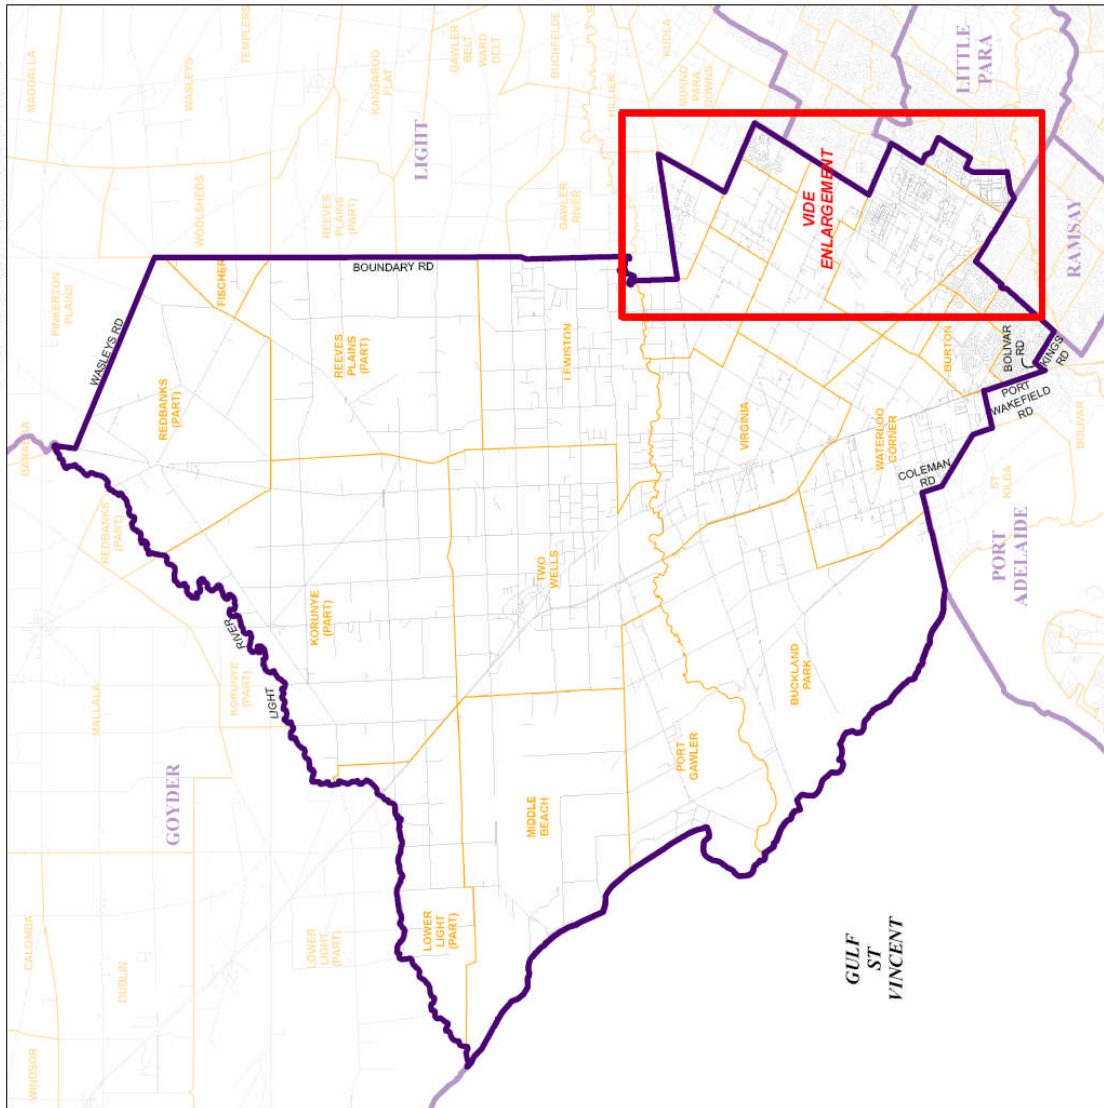 MAGDALLA
WASLEYS
TEMPLERS
KANGAROO
FLAT
GAWLER
BELT
WARD
BELT
BUCHFELDE
HILLIER
KUDLA
MUNNO
PARA
DOWNS
LITTLE
PARA
LIGHT
WOOLSHEDS
REEVES
PLAINS
(PART)
GAWLER
RIVER
VIDE
ENLARGEMENT
RAMSAY
PINKERTON
PLAINS
WASLEYS RD
FISCHER
BOUNDARY RD
REDBANKS
(PART)
REEVES
PLAINS
(PART)
LEWISTON
VIRGINIA
BURTON
BOLIVAR
RD
KINGS
RD
PORT
WAKEFIELD
RD
BOLIVAR
WATERLOO
CORNER
COLEMAN
RD
ST
KILDA
PORT
ADELAIDE
BARABBA
REDBANKS
(PART)
MALLALA
KORUNYE
(PART)
RIVER
LIGHT
KORUNYE
(PART)
TWO
WELLS
BUCKLAND
PARK
PORT
GAWLER
MIDDLE
BEACH
GOYDER
CALOMBA
DUBLIN
WINDSOR
LOWER
LIGHT
(PART)
LOWER
LIGHT
(PART)
GULF
ST
VINCENT